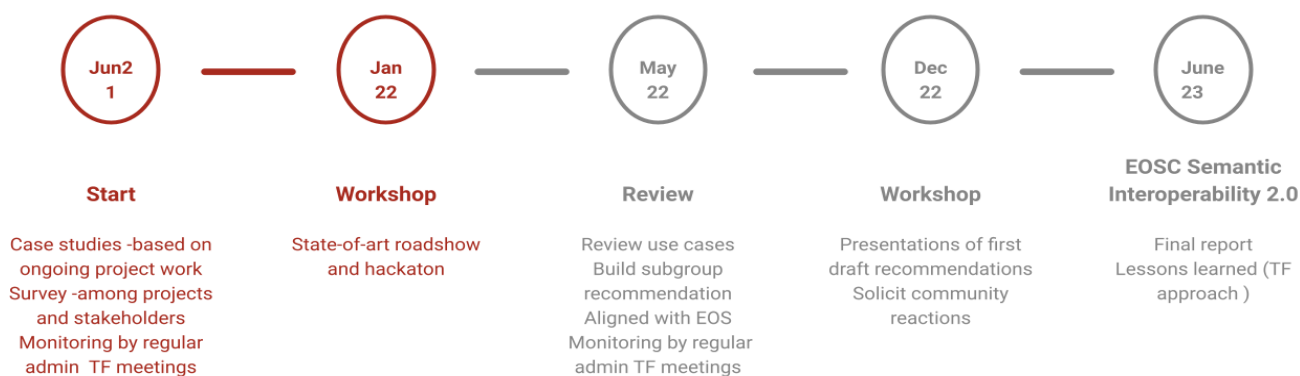 Jun2
1
Jan
22
May
22
Dec
22
June
23
Start
Workshop
Review
Workshop
EOSC Semantic
Interoperability 2.0
Case studies -based on
ongoing project work
Survey -among projects
and stakeholders
Monitoring by regular
admin  TF meetings
State-of-art roadshow
and hackaton
Review use cases
Build subgroup
recommendation
Aligned with EOS
Monitoring by regular
admin TF meetings
Presentations of first
draft recommendations
Solicit community
reactions
Final report
Lessons learned (TF
approach )